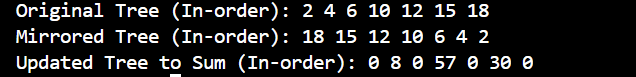 Original Tree (In-order): 2 4 6 10 12 15 18
Mirrored Tree (In-order): 18 15 12 10 6 4 2
Updated Tree to Sum (In-order): 0 8 0 57 0 30 0